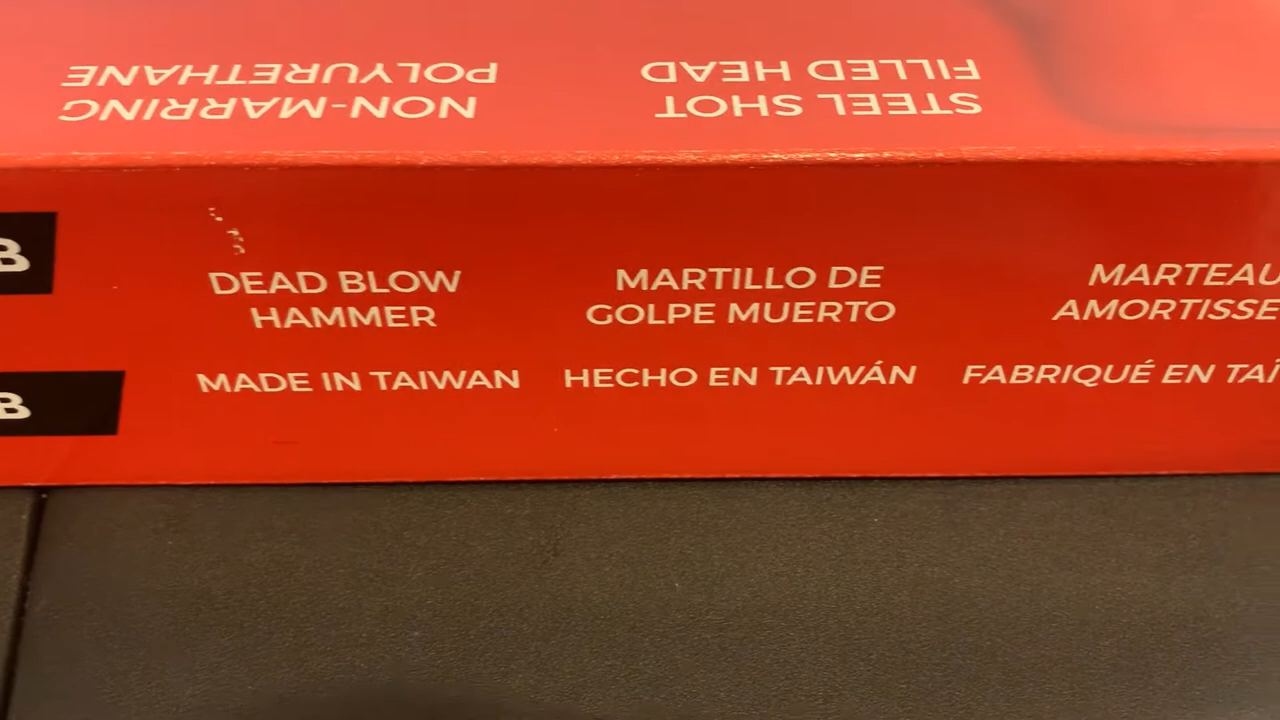 NON-MARRING
POLYURETHANE
STEEL SHOT
FILLED HEAD
B
DEAD BLOW
HAMMER
MARTILLO DE
GOLPE MUERTO
MARTEAU
AMORTISSE
B
MADE IN TAIWAN
HECHO EN TAIWÁN
FABRIQUÉ EN TAÏ